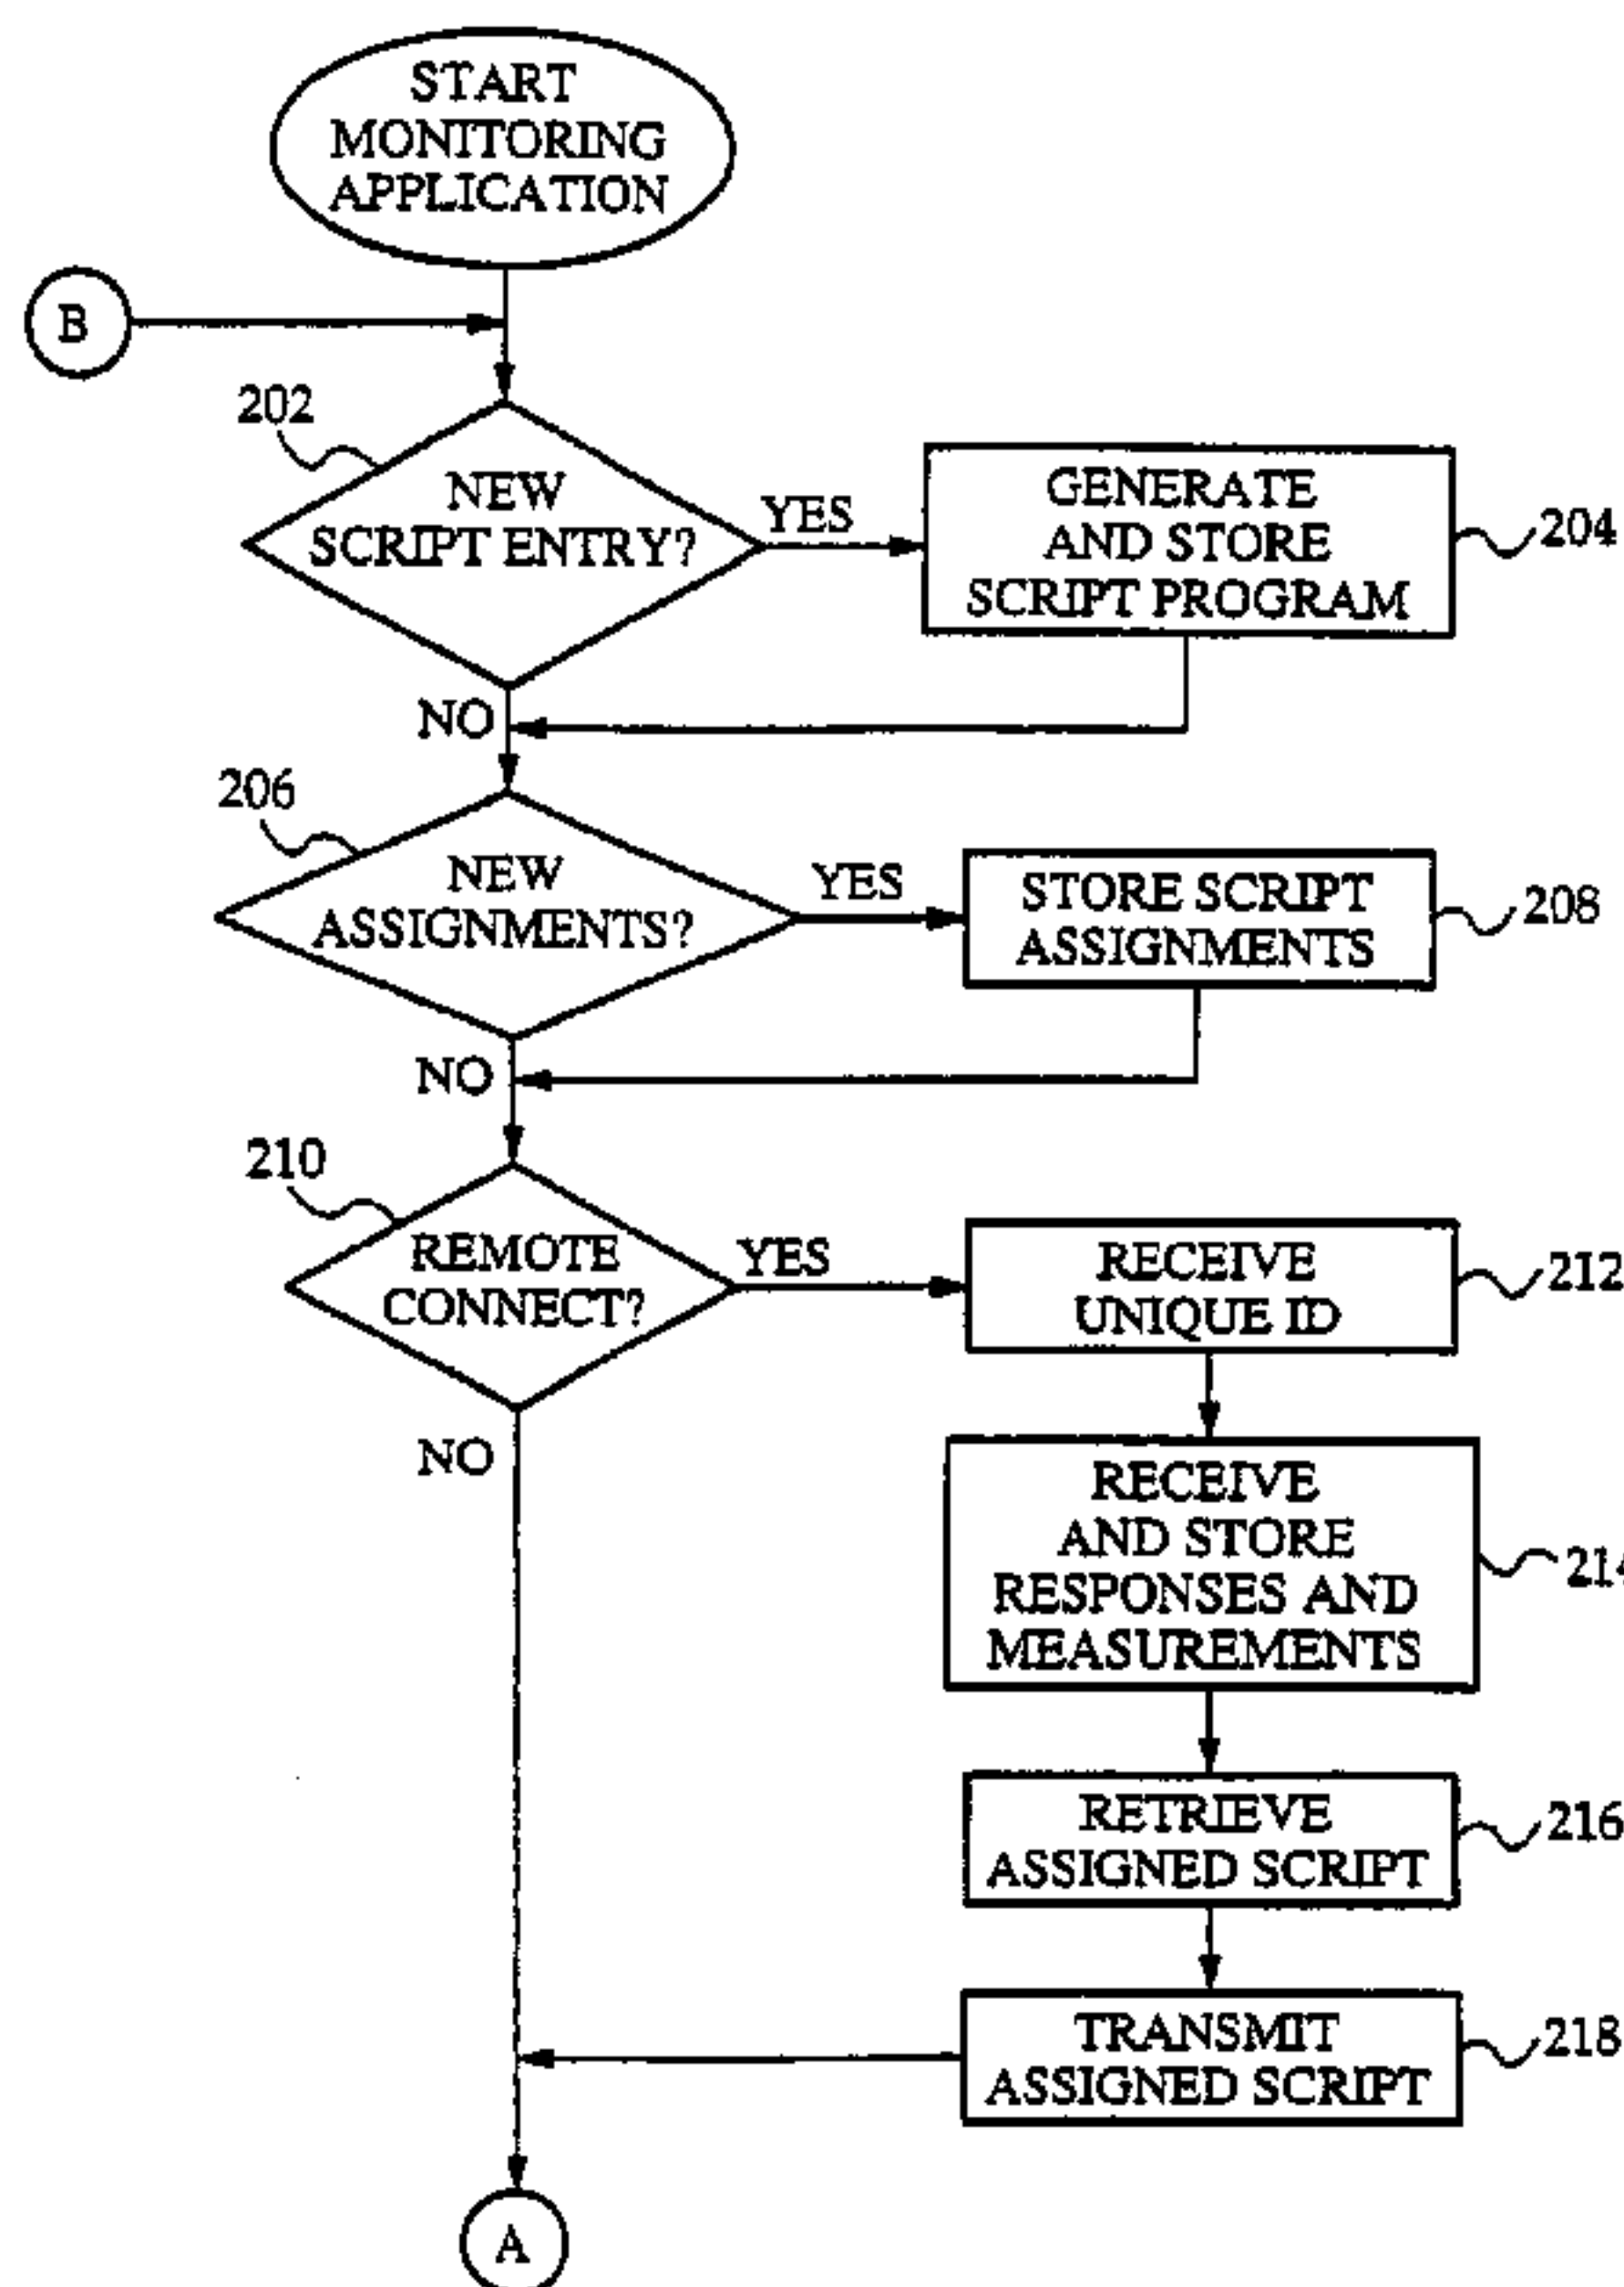 START
MONITORING
APPLICATION
B
202
NEW
SCRIPT ENTRY?
YES
GENERATE
AND STORE
SCRIPT PROGRAM
204
NO
206
NEW
ASSIGNMENTS?
YES
STORE SCRIPT
ASSIGNMENTS
208
NO
210
REMOTE
CONNECT?
YES
RECEIVE
UNIQUE ID
212
NO
RECEIVE
AND STORE
RESPONSES AND
MEASUREMENTS
214
RETRIEVE
ASSIGNED SCRIPT
216
TRANSMIT
ASSIGNED SCRIPT
218
A